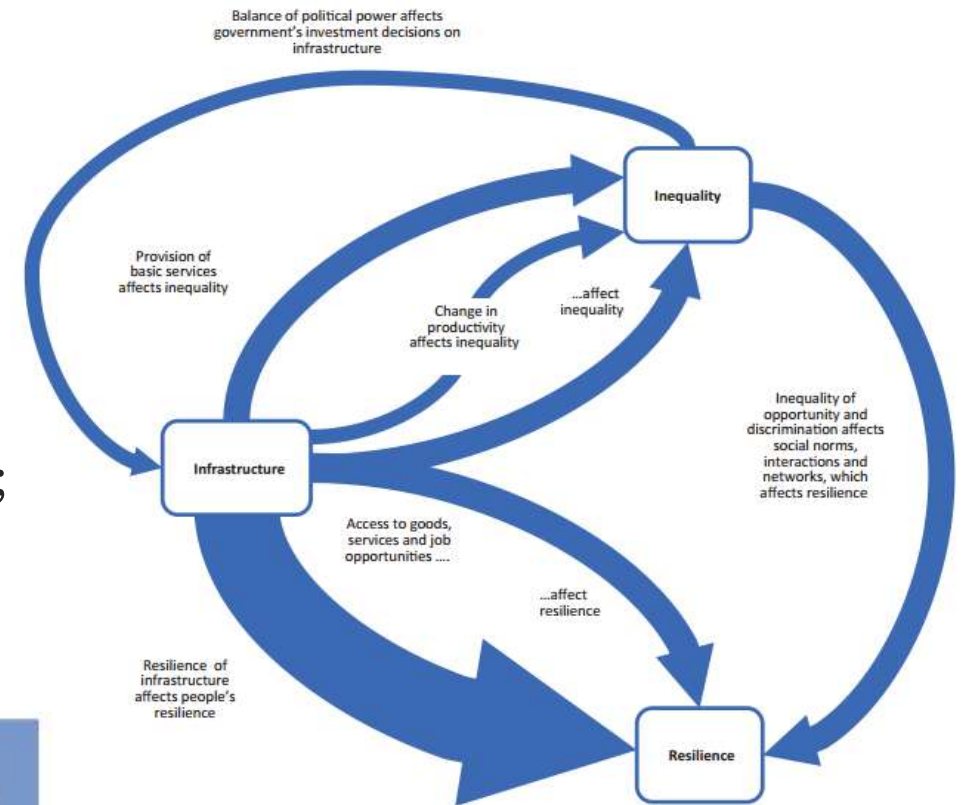 Balance of political power affects
government's investment decisions on
infrastructure
Inequality
Provision of
basic services
affects inequality
...affect
inequality
Change in
productivity
affects inequality
Inequality of
opportunity and
discrimination affects
social norms,
interactions and
networks, which
affects resilience
Infrastructure
;
Access to goods,
services and job
opportunities ....
...affect
resilience
Resilience of
infrastructure
affects people's
resilience
Resilience